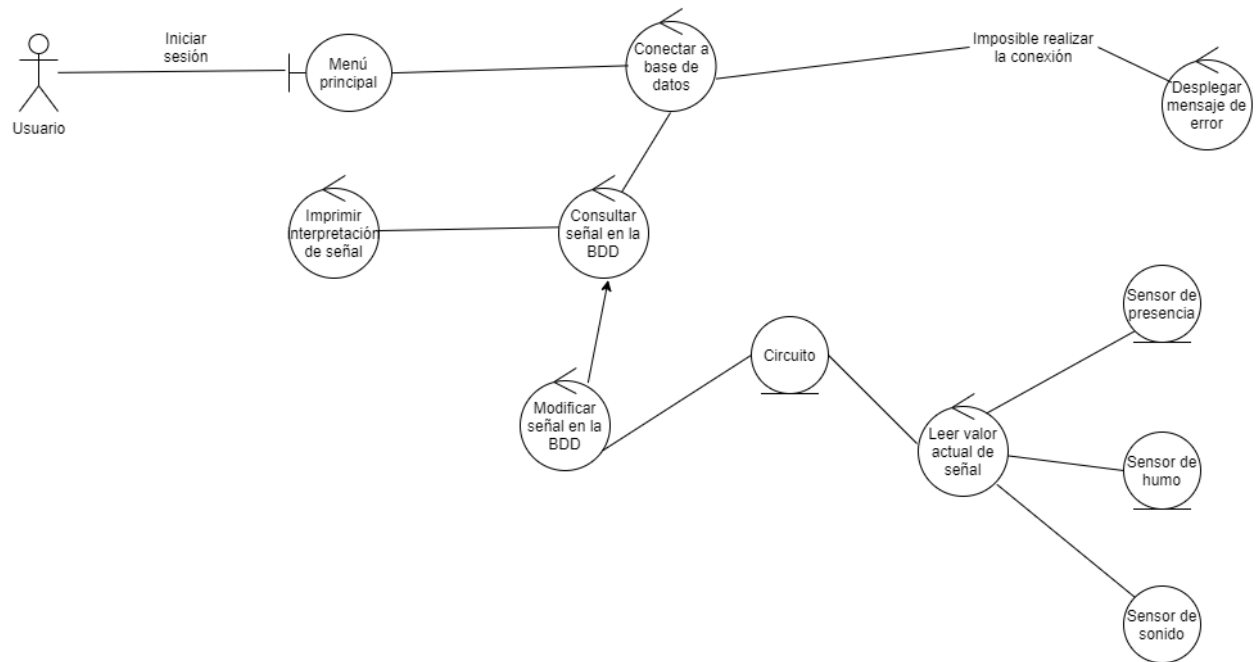 Usuario
Iniciar
sesión
Menú
principal
Conectar a
base de
datos
Imposible realizar
la conexión
Desplegar
mensaje de
error
Imprimir
interpretación
de señal
Consultar
señal en la
BDD
Modificar
señal en la
BDD
Circuito
Leer valor
actual de
señal
Sensor de
presencia
Sensor de
humo
Sensor de
sonido